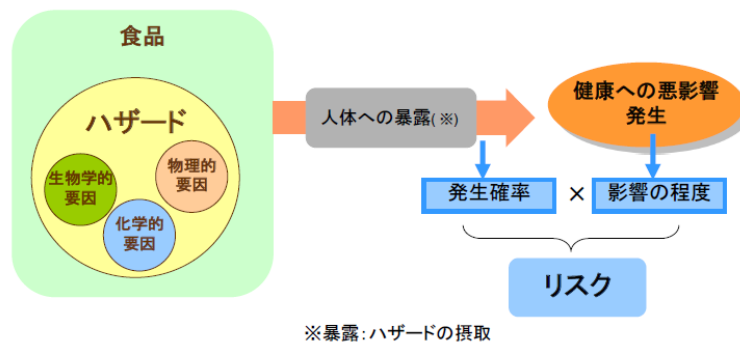 食品
ハザード
生物学的
要因
物理的
要因
化学的
要因
人体への暴露(※)
健康への悪影響
発生
発生確率 × 影響の程度
リスク
※暴露：ハザードの摂取